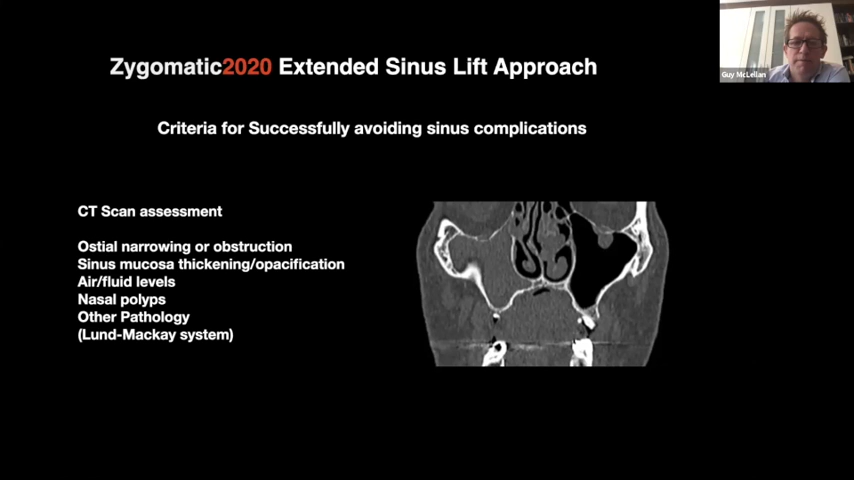 Zygomatic2020 Extended Sinus Lift Approach
Guy McLellan
Criteria for Successfully avoiding sinus complications
CT Scan assessment
Ostial narrowing or obstruction
Sinus mucosa thickening/opacification
Air/fluid levels
Nasal polyps
Other Pathology
(Lund-Mackay system)